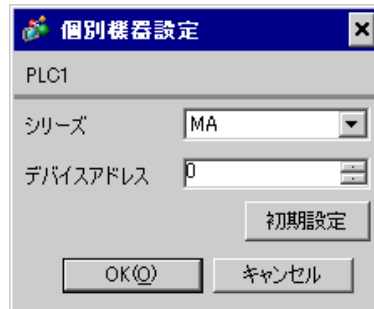 個別機器設定
PLC1
シリーズ MA
デバイスアドレス 0
初期設定
OK(O) キャンセル